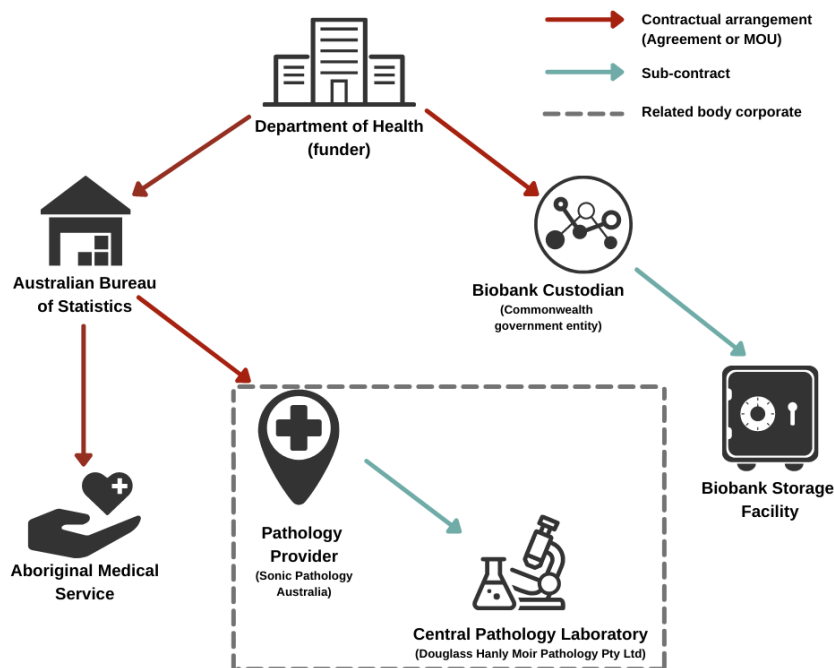 Contractual arrangement
(Agreement or MOU)
Sub-contract
Related body corporate
Department of Health
(funder)
Australian Bureau
of Statistics
Biobank Custodian
(Commonwealth
government entity)
Biobank Storage
Facility
Aboriginal Medical
Service
Pathology
Provider
(Sonic Pathology
Australia)
Central Pathology Laboratory
(Douglass Hanly Moir Pathology Pty Ltd)